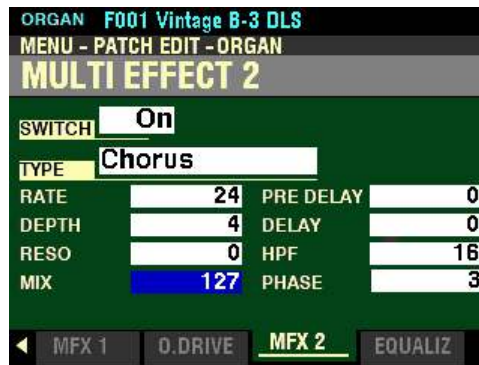 ORGAN F001 Vintage B-3 DLS
MENU - PATCH EDIT - ORGAN
MULTI EFFECT 2
SWITCH On
TYPE Chorus
RATE 24 PRE DELAY 0
DEPTH 4 DELAY 0
RESO 0 HPF 16
MIX 127 PHASE 3
MFX 1 O.DRIVE MFX 2 EQUALIZ